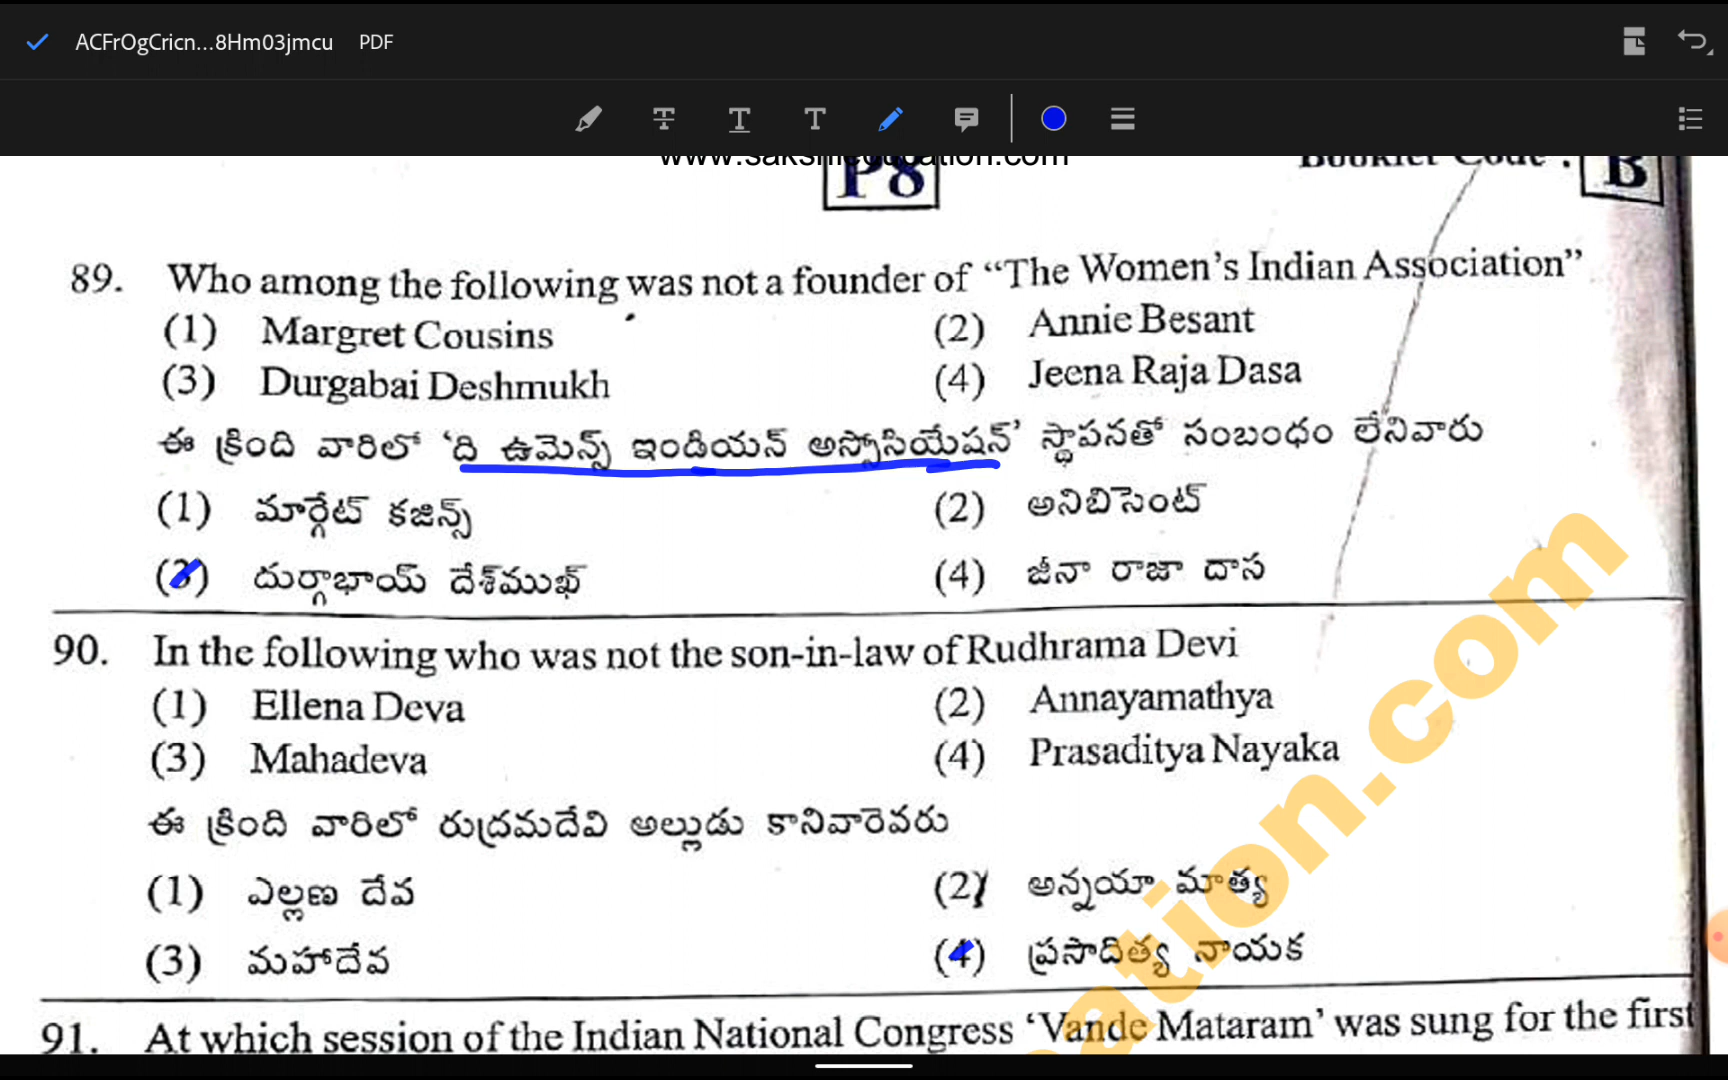 ACFrOgCricn...8Hm03jmcu PDF
www.sakshieducation.com
P8
Booklet Code : B
89. Who among the following was not a founder of “The Women’s Indian Association”
(1) Margret Cousins (2) Annie Besant
(3) Durgabai Deshmukh (4) Jeena Raja Dasa
ఈ క్రింది వారిలో ‘ది ఉమెన్స్ ఇండియన్ అస్సోసియేషన్’ స్థాపనతో సంబంధం లేనివారు
(1) మార్గేట్ కజిన్స్ (2) అనిబిసెంట్
(3) దుర్గాభాయ్ దేశ్‌ముఖ్ (4) జీనా రాజా దాస
90. In the following who was not the son-in-law of Rudhrama Devi
(1) Ellena Deva (2) Annayamathya
(3) Mahadeva (4) Prasaditya Nayaka
ఈ క్రింది వారిలో రుద్రమదేవి అల్లుడు కానివారెవరు
(1) ఎల్లణ దేవ (2) అన్నయా మాత్య
(3) మహాదేవ (4) ప్రసాదిత్య నాయక
91. At which session of the Indian National Congress ‘Vande Mataram’ was sung for the first
ation.com